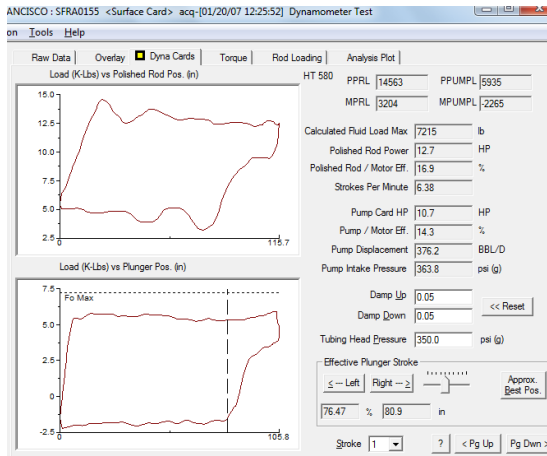 ANCISCO : SFRA0155 <Surface Card> acq-[01/20/07 12:25:52] Dynamometer Test
on Tools Help
Raw Data Overlay Dyna Cards Torque Rod Loading Analysis Plot
Load (K-Lbs) vs Polished Rod Pos. (in)
15.0
12.5
10.0
7.5
5.0
2.5
0 115.7
Load (K-Lbs) vs Plunger Pos. (in)
7.5
Fo Max
5.0
2.5
0
-2.5
0 105.8
HT 580 PPRL 14563 PPUMPL 5935
MPRL 3204 MPUMPL -2265
Calculated Fluid Load Max 7215 lb
Polished Rod Power 12.7 HP
Polished Rod / Motor Eff. 16.9 %
Strokes Per Minute 6.38
Pump Card HP 10.7 HP
Pump / Motor Eff. 14.3 %
Pump Displacement 376.2 BBL/D
Pump Intake Pressure 363.8 psi (g)
Damp Up 0.05
Damp Down 0.05
<< Reset
Tubing Head Pressure 350.0 psi (g)
Effective Plunger Stroke
< --- Left Right --- > Approx. Best Pos.
76.47 % 80.9 in
Stroke 1 ? < Pg Up Pg Dwn >